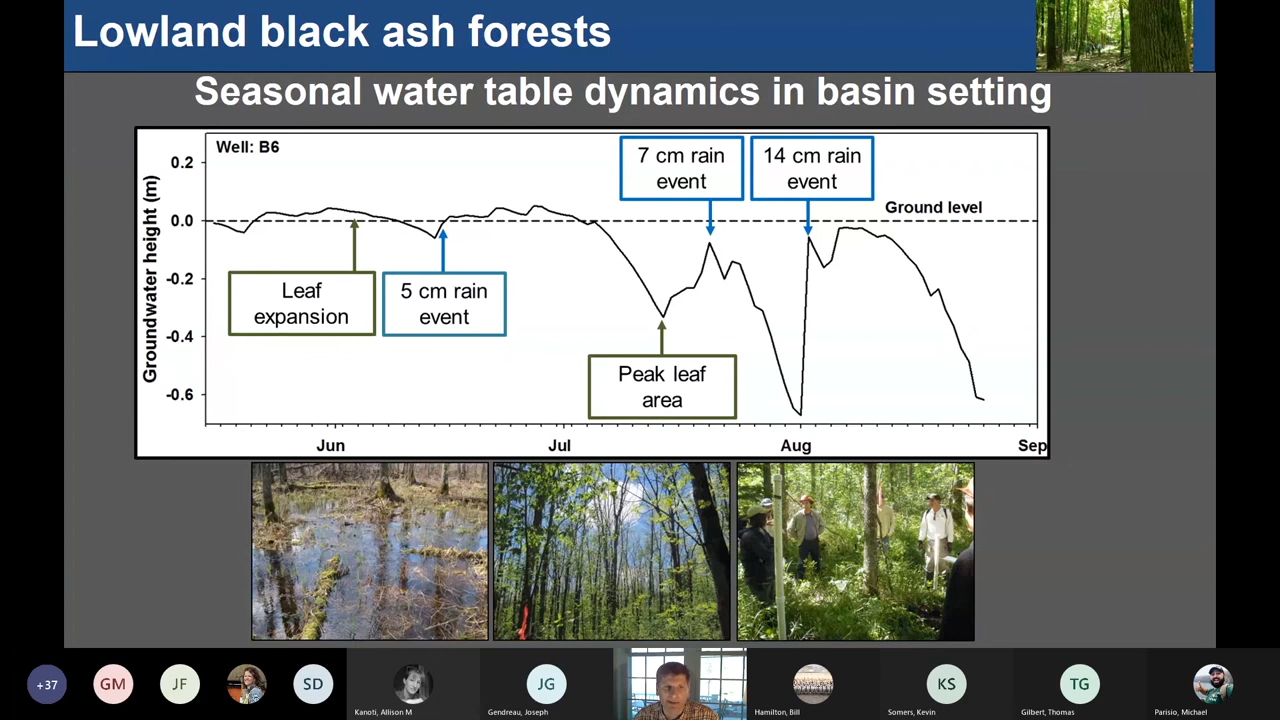 Lowland black ash forests
Seasonal water table dynamics in basin setting
Well: B6
Groundwater height (m)
0.2
0.0
-0.2
-0.4
-0.6
7 cm rain
event
14 cm rain
event
Ground level
Leaf
expansion
5 cm rain
event
Peak leaf
area
Jun
Jul
Aug
Sep
+37
GM
JF
SD
Kanoti, Allison M
JG
Gendreau, Joseph
Hamilton, Bill
KS
Somers, Kevin
TG
Gilbert, Thomas
Parisio, Michael